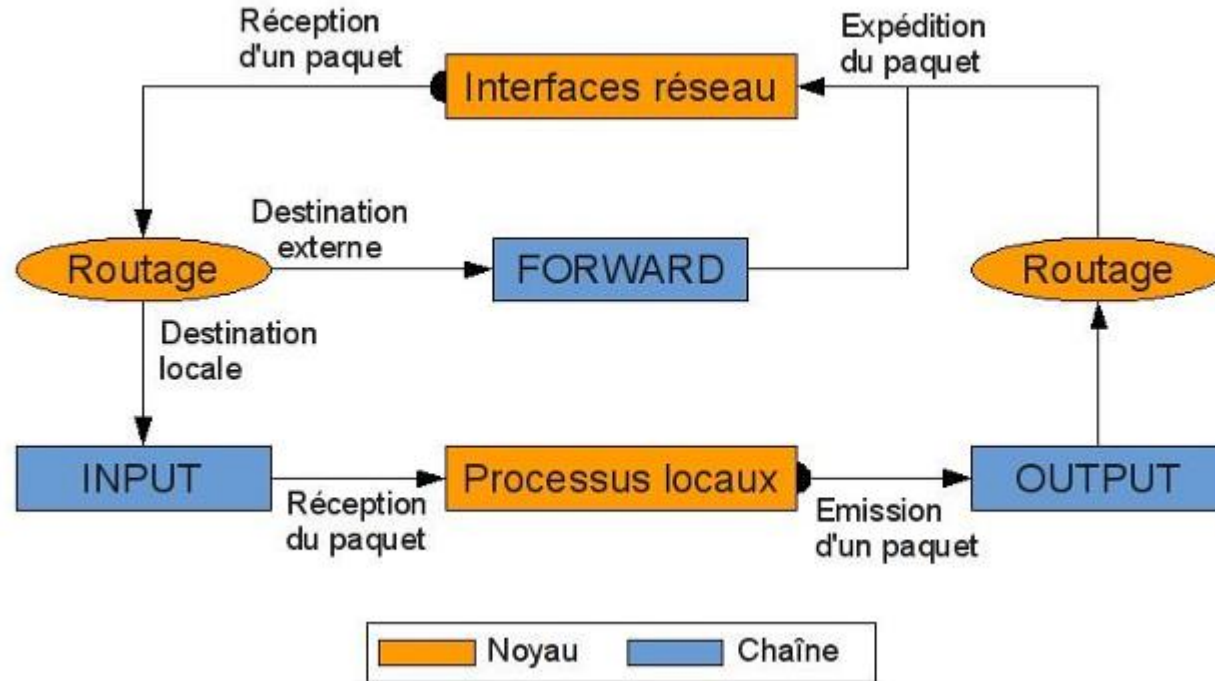 Réception
d'un paquet
Interfaces réseau
Expédition
du paquet
Routage
Destination
externe
FORWARD
Routage
Destination
locale
INPUT
Réception
du paquet
Processus locaux
Emission
d'un paquet
OUTPUT
Noyau
Chaîne